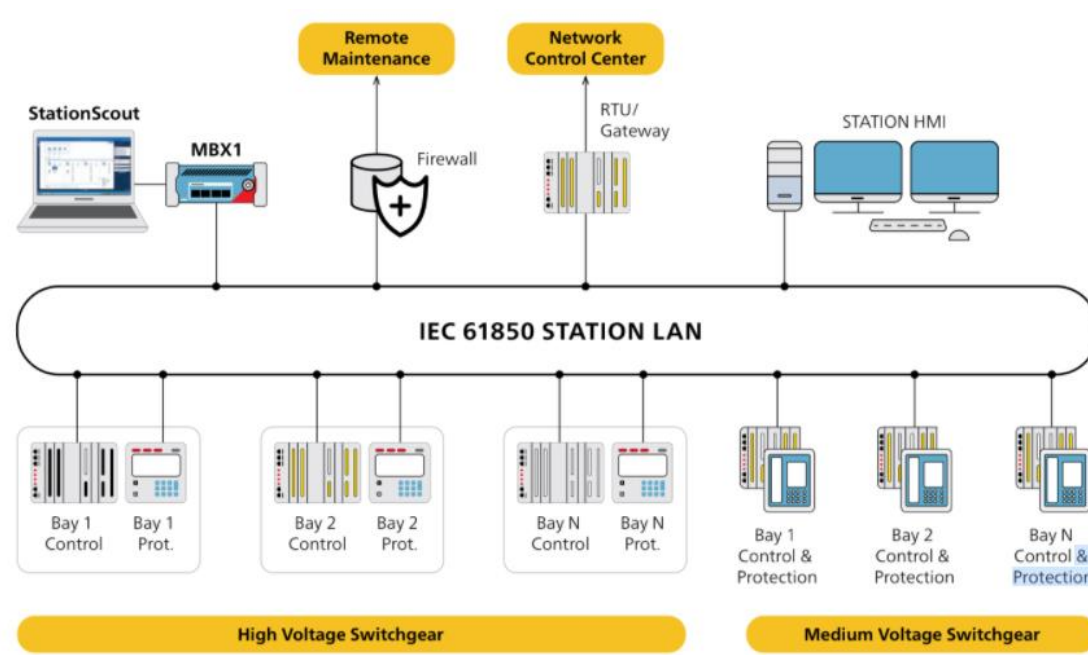 Remote
Maintenance
Network
Control Center
StationScout
MBX1
Firewall
RTU/
Gateway
STATION HMI
IEC 61850 STATION LAN
Bay 1
Control
Bay 1
Prot.
Bay 2
Control
Bay 2
Prot.
Bay N
Control
Bay N
Prot.
Bay 1
Control &
Protection
Bay 2
Control &
Protection
Bay N
Control &
Protection
High Voltage Switchgear
Medium Voltage Switchgear